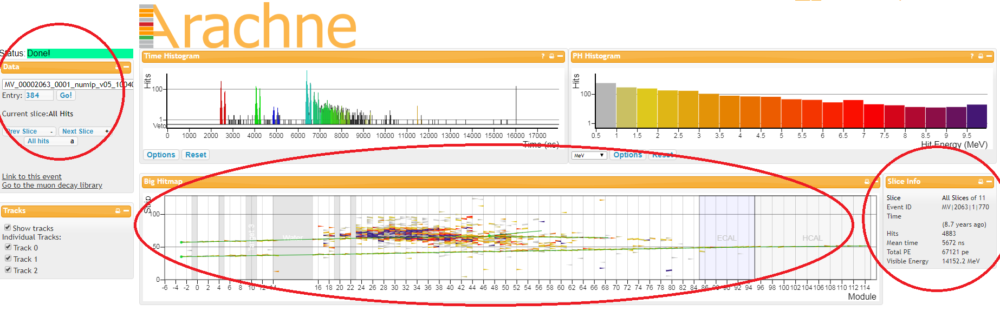 Arachne
Status: Done!
Data
MV_00002063_0001_numip_v05_1004
Entry: 384 Go!
Current slice:All Hits
Prev Slice - Next Slice +
All hits a
Link to this event
Go to the muon decay library
Tracks
Show tracks
Individual Tracks:
Track 0
Track 1
Track 2
Time Histogram ?
Hits
100
1
Veto
0 1000 2000 3000 4000 5000 6000 7000 8000 9000 10000 11000 12000 13000 14000 15000 16000 17000
Time (ns)
Options Reset
PH Histogram ?
Hits
100
1
0.5 1 1.5 2 2.5 3 3.5 4 4.5 5 5.5 6 6.5 7 7.5 8 8.5 9 9.5
Hit Energy (MeV)
MeV Options Reset
Big Hitmap
Strip
100
50
0
Target 3
Water
ECAL
HCAL
-6 -4 -2 0 2 4 6 8 10 12 14 16 18 20 22 24 26 28 30 32 34 36 38 40 42 44 46 48 50 52 54 56 58 60 62 64 66 68 70 72 74 76 78 80 82 84 86 88 90 92 94 96 98 100 102 104 106 108 110 112 114
Module
Slice Info
Slice All Slices of 11
Event ID MV|2063|1|770
Time
(8.7 years ago)
Hits 4883
Mean time 5672 ns
Total PE 67121 pe
Visible Energy 14152.2 MeV